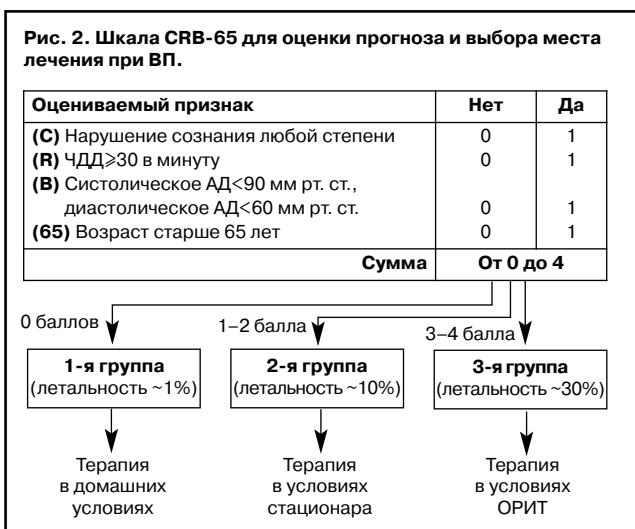 Рис. 2. Шкала CRB-65 для оценки прогноза и выбора места
лечения при ВП.
Оцениваемый признак Нет Да
(C) Нарушение сознания любой степени 0 1
(R) ЧДД⩾30 в минуту 0 1
(B) Систолическое АД<90 мм рт. ст.,
диастолическое АД<60 мм рт. ст. 0 1
(65) Возраст старше 65 лет 0 1
Сумма От 0 до 4
0 баллов 1–2 балла 3–4 балла
1-я группа 2-я группа 3-я группа
(летальность ~1%) (летальность ~10%) (летальность ~30%)
Терапия Терапия Терапия
в домашних в условиях в условиях
условиях стационара ОРИТ